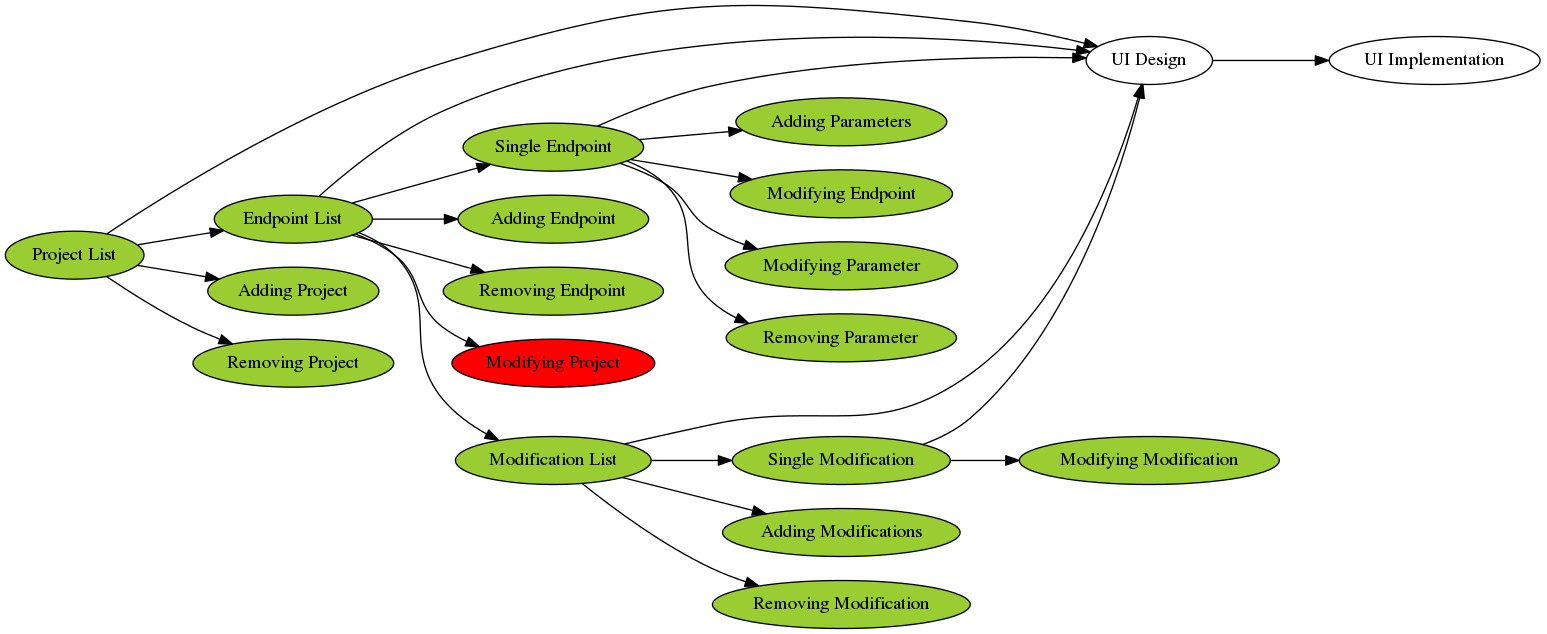 UI Design
UI Implementation
Adding Parameters
Single Endpoint
Modifying Endpoint
Endpoint List
Adding Endpoint
Project List
Modifying Parameter
Adding Project
Removing Endpoint
Removing Parameter
Removing Project
Modifying Project
Modification List
Single Modification
Modifying Modification
Adding Modifications
Removing Modification